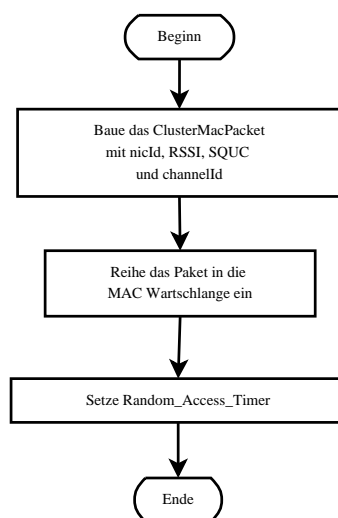 Beginn
Baue das ClusterMacPacket
mit nicId, RSSI, SQUC
und channelId
Reihe das Paket in die
MAC Wartschlange ein
Setze Random_Access_Timer
Ende